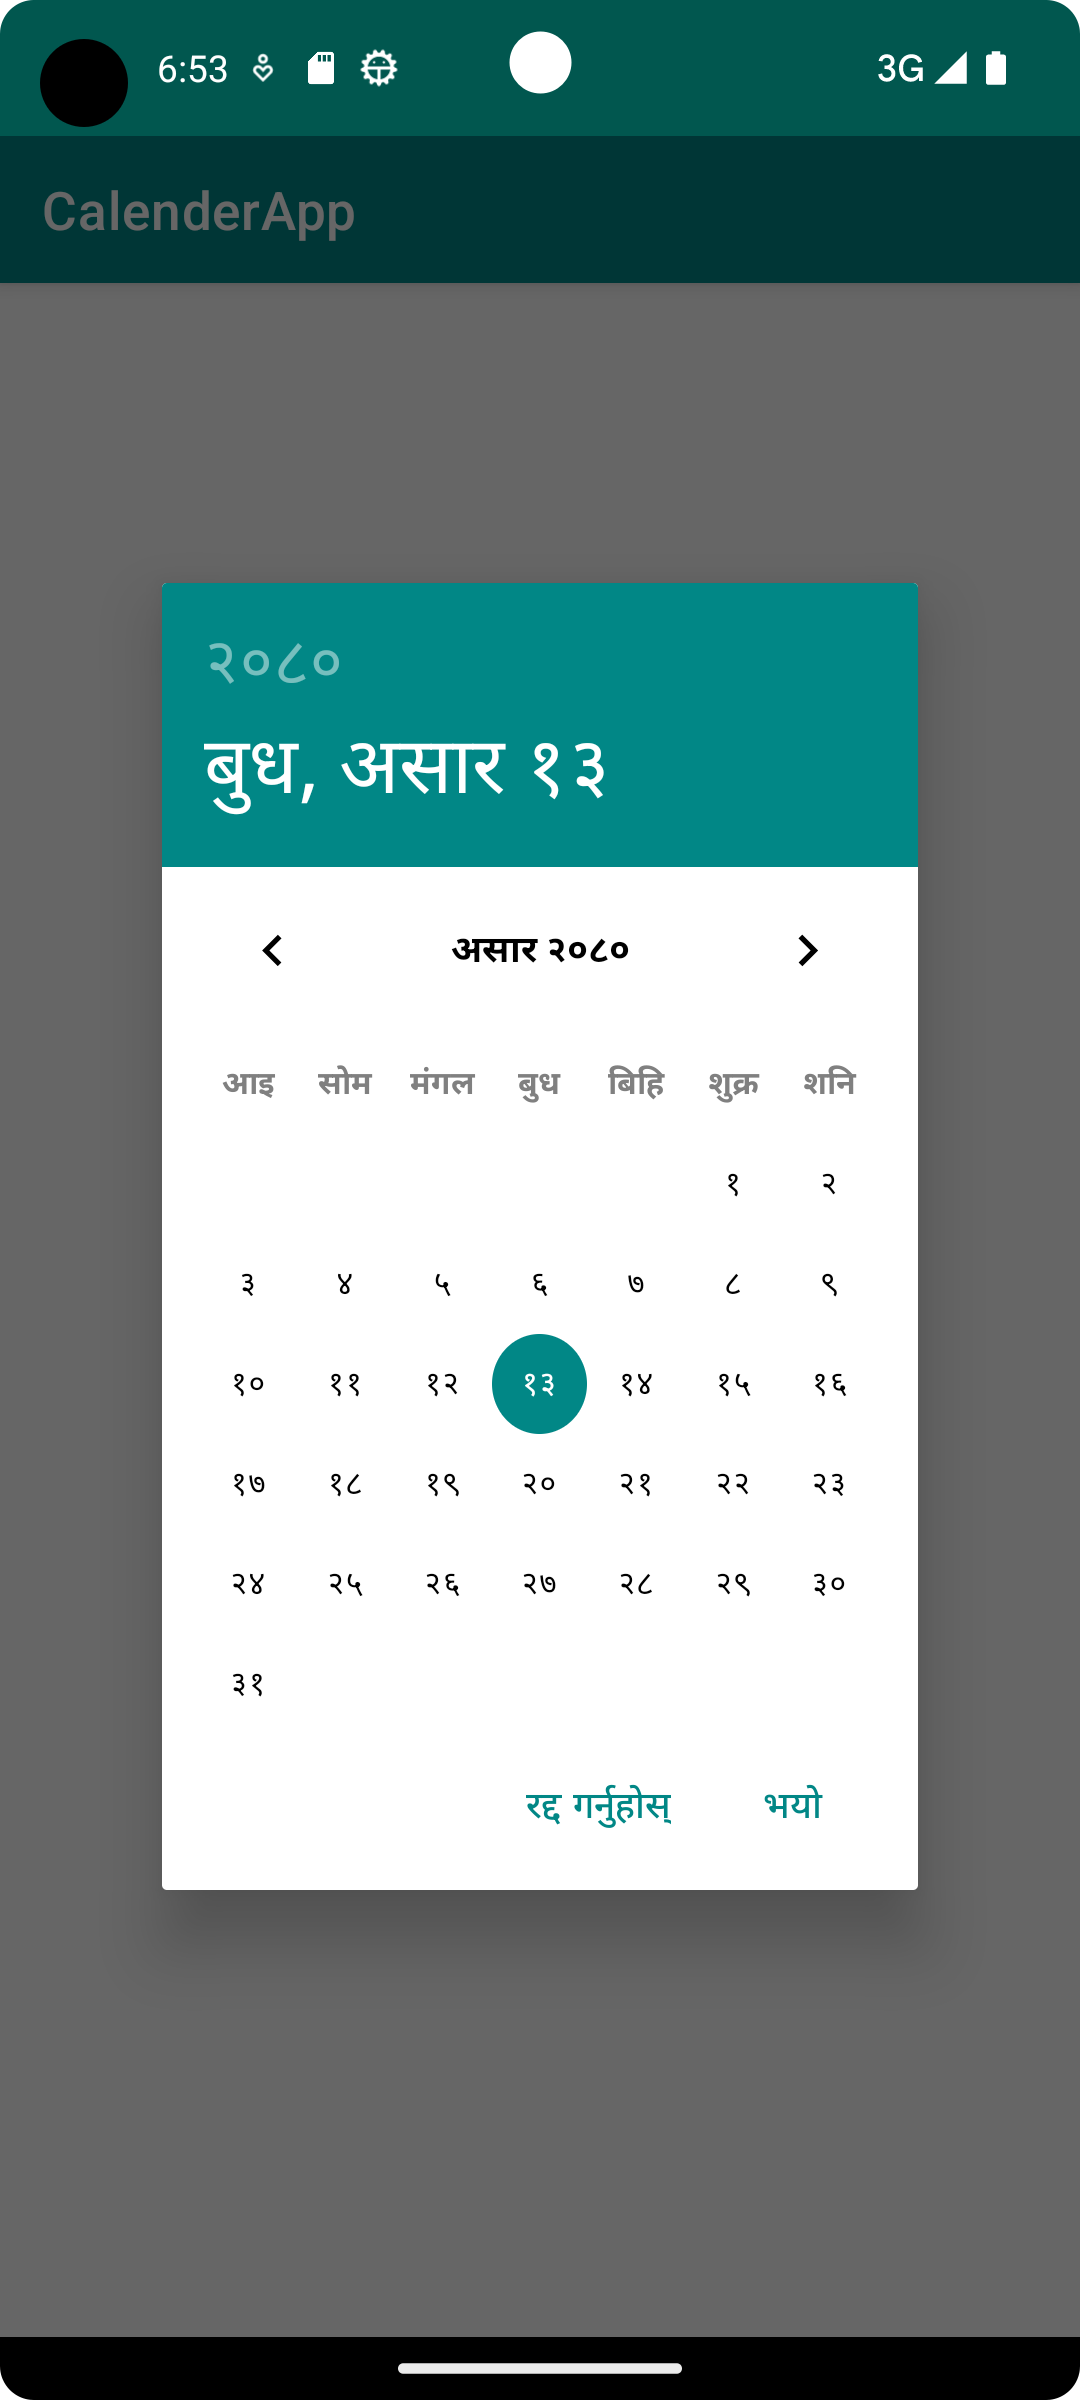 6:53 3G
CalenderApp
२०८०
बुध, असार १३
असार २०८०
आइ सोम मंगल बुध बिहि शुक्र शनि
१ २
३ ४ ५ ६ ७ ८ ९
१० ११ १२ १३ १४ १५ १६
१७ १८ १९ २० २१ २२ २३
२४ २५ २६ २७ २८ २९ ३०
३१
रद्द गर्नुहोस् भयो